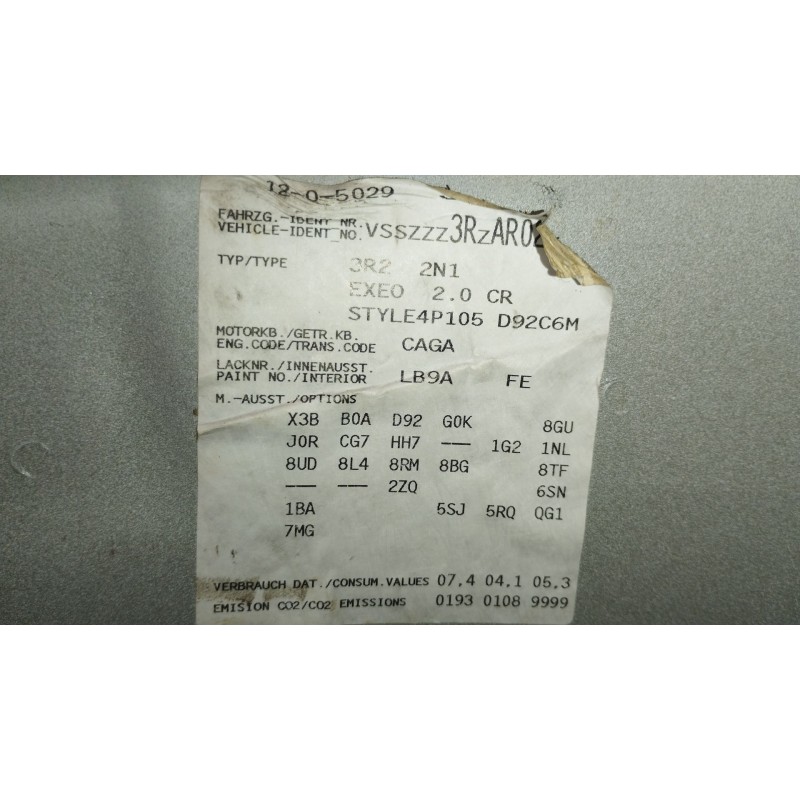 12-0-5029
FAHRZG.-IDENT NR.
VEHICLE-IDENT_NO: VSSZZZ3RZAR02
TYP/TYPE 3R2 2N1
EXEO 2.0 CR
STYLE4P105 D92C6M
MOTORKB./GETR.KB.
ENG.CODE/TRANS.CODE CAGA
LACKNR./INNENAUSST.
PAINT NO./INTERIOR LB9A FE
M.-AUSST./OPTIONS
X3B B0A D92 G0K 8GU
J0R CG7 HH7 --- 1G2 1NL
8UD 8L4 8RM 8BG 8TF
--- --- 2ZQ 6SN
1BA 5SJ 5RQ QG1
7MG
VERBRAUCH DAT./CONSUM.VALUES 07.4 04.1 05.3
EMISION CO2/CO2 EMISSIONS 0193 0108 9999